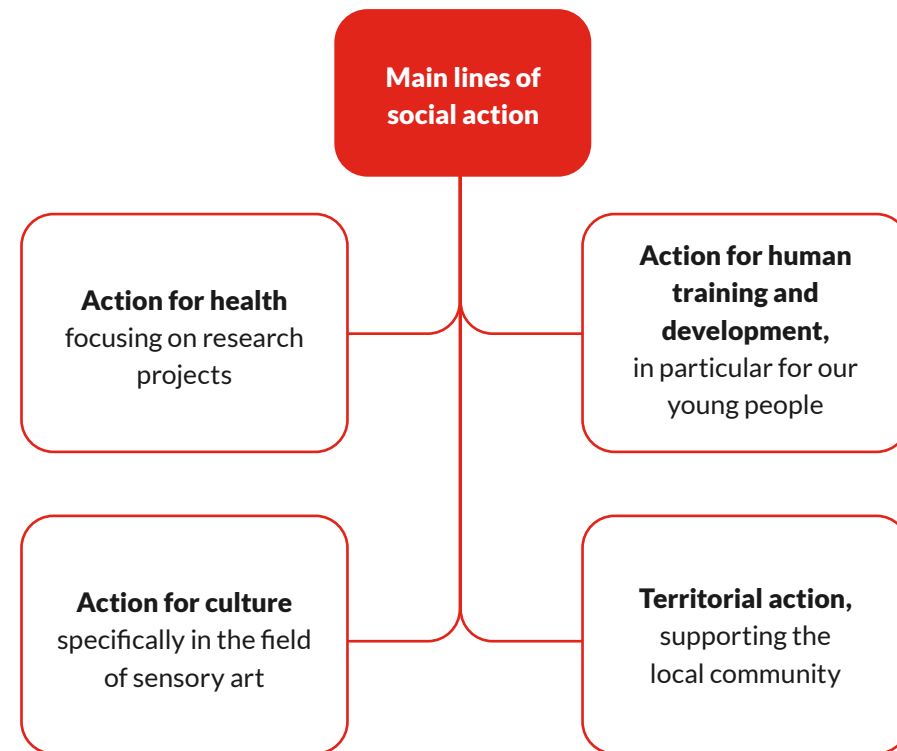 Main lines of
social action
Action for health
focusing on research
projects
Action for human
training and
development,
in particular for our
young people
Action for culture
specifically in the field
of sensory art
Territorial action,
supporting the
local community